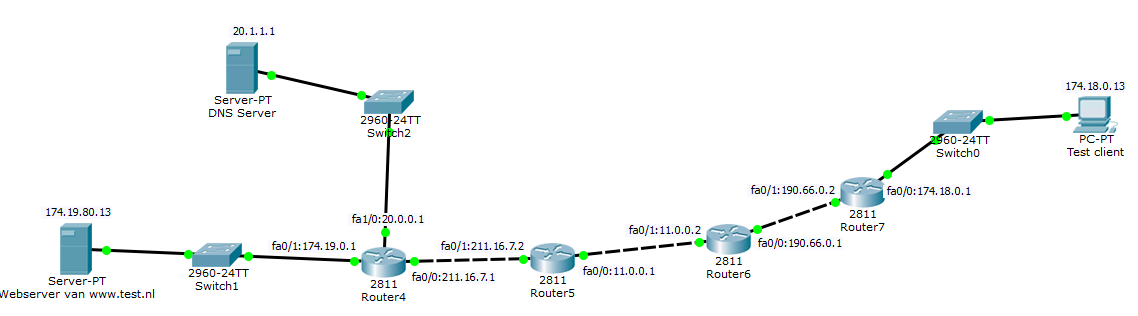 20.1.1.1
Server-PT
DNS Server
2960-24TT
Switch2
174.18.0.13
PC-PT
Test client
2960-24TT
Switch0
fa0/1:190.66.0.2
fa0/0:174.18.0.1
2811
Router7
174.19.80.13
Server-PT
Webserver van www.test.nl
2960-24TT
Switch1
fa1/0:20.0.0.1
fa0/1:174.19.0.1
fa0/0:211.16.7.1
2811
Router4
fa0/1:211.16.7.2
fa0/0:11.0.0.1
2811
Router5
fa0/1:11.0.0.2
fa0/0:190.66.0.1
2811
Router6